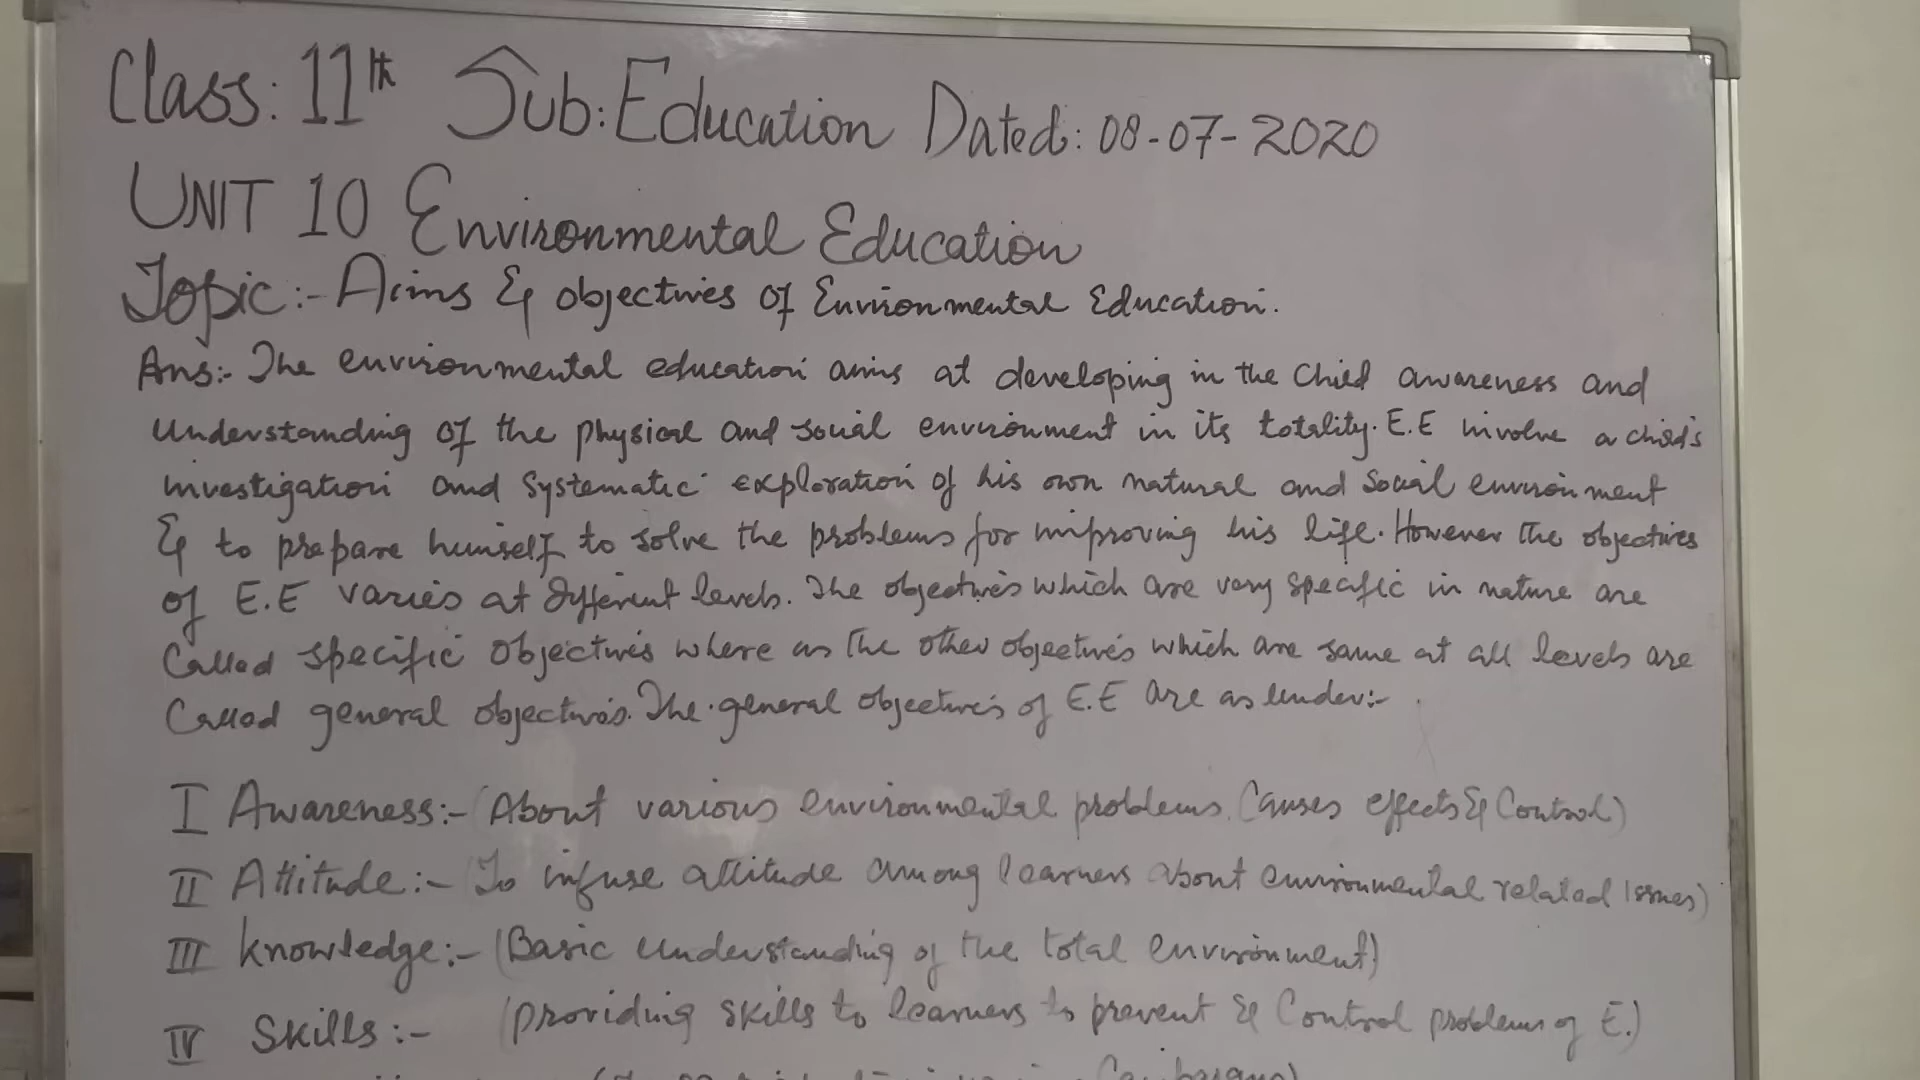 Class: 11th Sub: Education Dated: 08-07-2020
UNIT 10 Environmental Education
Topic:- Aims & objectives of Environmental Education.
Ans:- The environmental education aims at developing in the child awareness and
understanding of the physical and social environment in its totality. E.E involve a child's
investigation and systematic exploration of his own natural and social environment
& to prepare himself to solve the problems for improving his life. However the objectives
of E.E varies at different levels. The objectives which are very specific in nature are
Called specific objectives where as the other objectives which are same at all levels are
Called general objectives. The general objectives of E.E are as under:-
I Awareness:- (About various environmental problems, Causes effects & Control)
II Attitude:- (To infuse attitude among learners about environmental related issues)
III knowledge:- (Basic understanding of the total environment)
IV Skills:- (providing skills to learners to prevent & Control problems of E.)